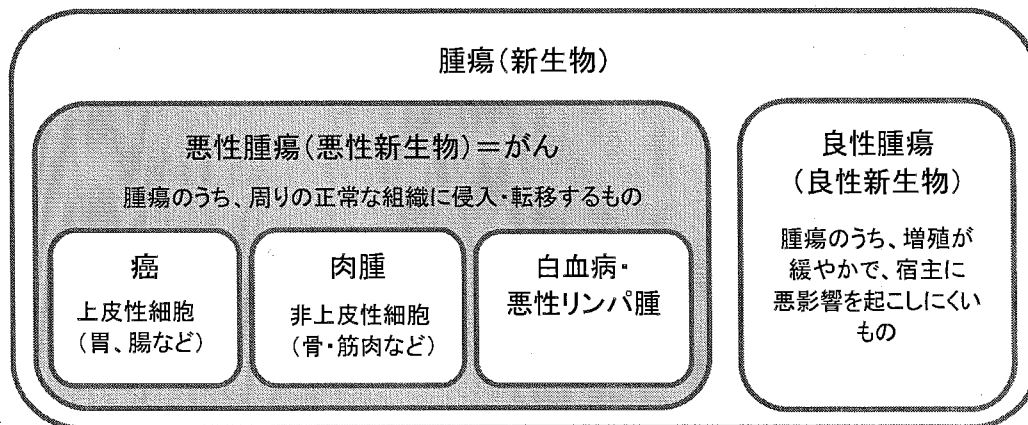 腫瘍(新生物)
悪性腫瘍(悪性新生物)=がん
腫瘍のうち、周りの正常な組織に侵入・転移するもの
癌
上皮性細胞
(胃、腸など)
肉腫
非上皮性細胞
(骨・筋肉など)
白血病・
悪性リンパ腫
良性腫瘍
(良性新生物)
腫瘍のうち、増殖が
緩やかで、宿主に
悪影響を起こしにくい
もの